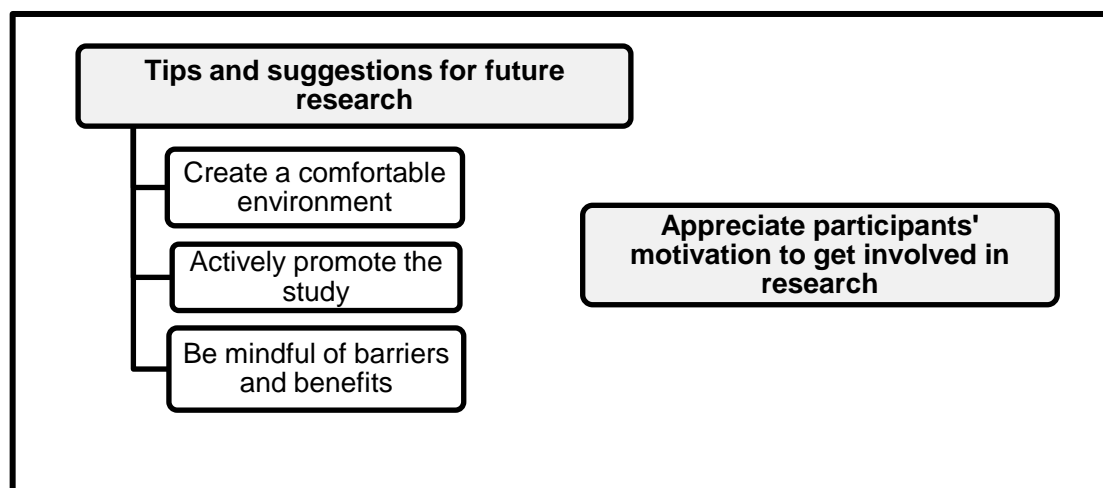 Tips and suggestions for future
research
Create a comfortable
environment
Actively promote the
study
Be mindful of barriers
and benefits
Appreciate participants'
motivation to get involved in
research